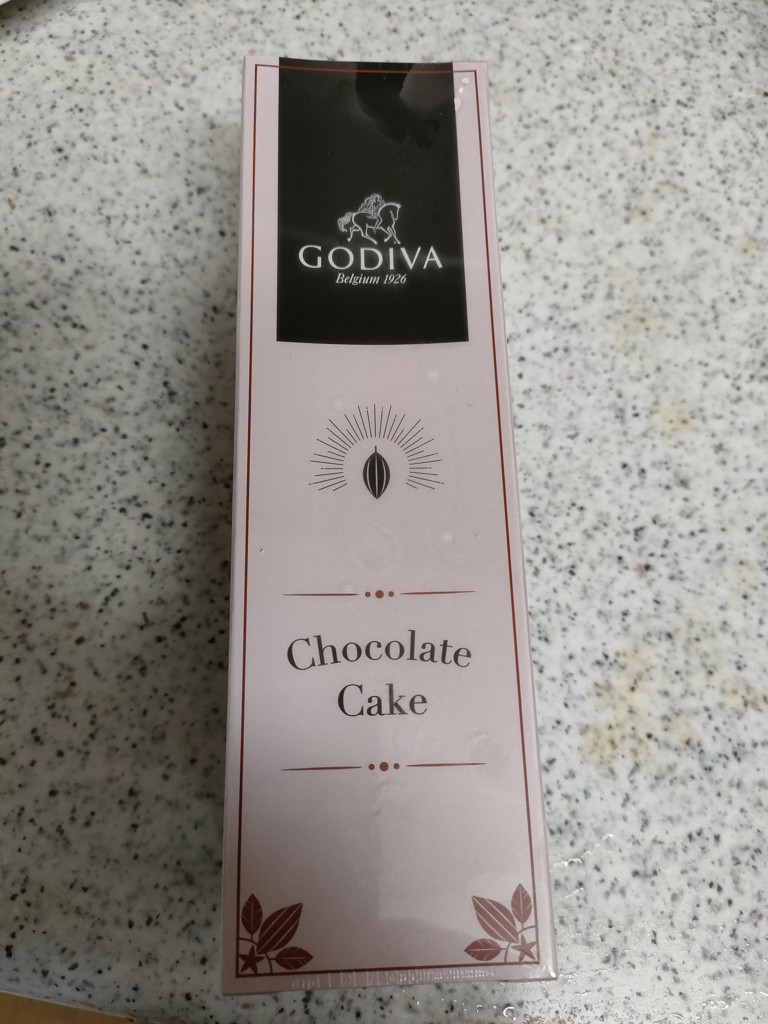 GODIVA
Belgium 1926
Chocolate
Cake